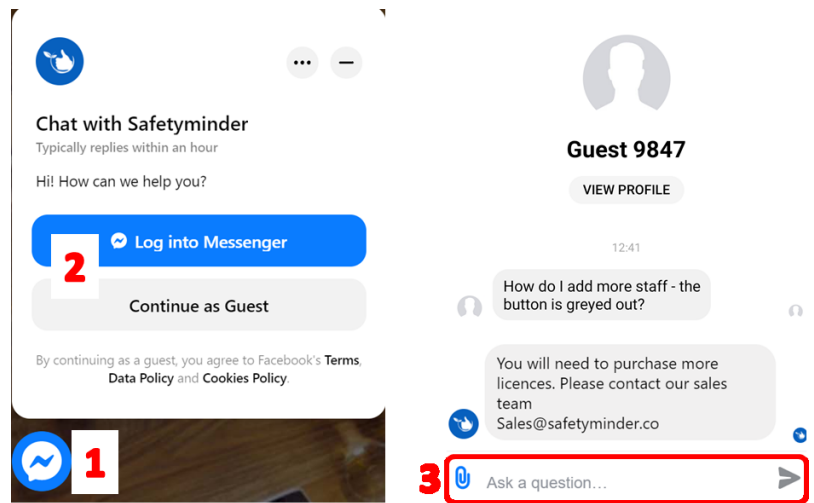 Chat with Safetyminder
Typically replies within an hour
Hi! How can we help you?
Log into Messenger
2
Continue as Guest
By continuing as a guest, you agree to Facebook's Terms,
Data Policy and Cookies Policy.
1
Guest 9847
VIEW PROFILE
12:41
How do I add more staff - the
button is greyed out?
You will need to purchase more
licences. Please contact our sales
team
Sales@safetyminder.co
3
Ask a question...